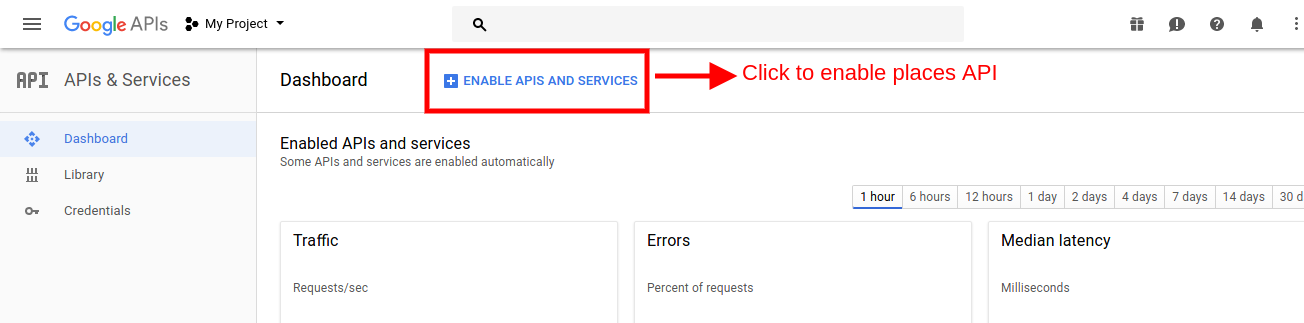 Google APIs My Project
API APIs & Services
Dashboard
ENABLE APIS AND SERVICES
Click to enable places API
Dashboard
Library
Credentials
Enabled APIs and services
Some APIs and services are enabled automatically
1 hour 6 hours 12 hours 1 day 2 days 4 days 7 days 14 days 30 d
Traffic
Requests/sec
Errors
Percent of requests
Median latency
Milliseconds